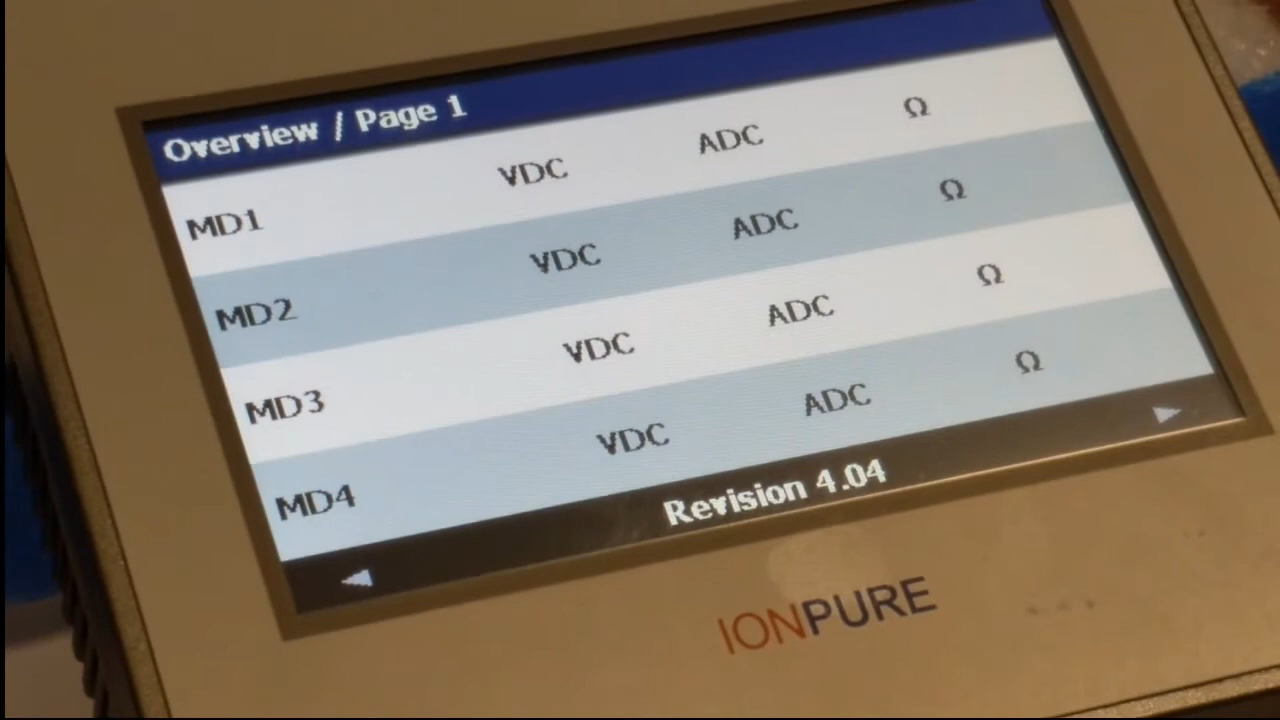 Overview / Page 1
MD1 VDC ADC Ω
MD2 VDC ADC Ω
MD3 VDC ADC Ω
MD4 VDC ADC Ω
Revision 4.04
IONPURE